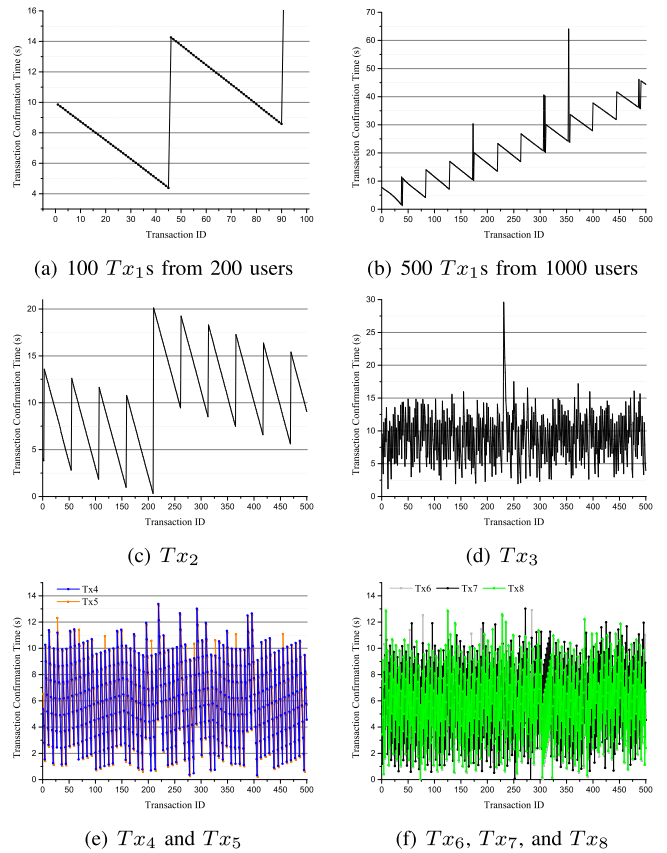 16
14
12
10
8
6
4
Transaction Confirmation Time (s)
0 10 20 30 40 50 60 70 80 90 100
Transaction ID
(a) 100 Tx₁s from 200 users
70
60
50
40
30
20
10
0
Transaction Confirmation Time (s)
0 50 100 150 200 250 300 350 400 450 500
Transaction ID
(b) 500 Tx₁s from 1000 users
20
15
10
5
0
Transaction Confirmation Time (s)
0 50 100 150 200 250 300 350 400 450 500
Transaction ID
(c) Tx₂
30
25
20
15
10
5
0
Transaction Confirmation Time (s)
0 50 100 150 200 250 300 350 400 450 500
Transaction ID
(d) Tx₃
Tx4
Tx5
14
12
10
8
6
4
2
0
Transaction Confirmation Time (s)
0 50 100 150 200 250 300 350 400 450 500
Transaction ID
(e) Tx₄ and Tx₅
Tx6 Tx7 Tx8
14
12
10
8
6
4
2
0
Transaction Confirmation Time (s)
0 50 100 150 200 250 300 350 400 450 500
Transaction ID
(f) Tx₆, Tx₇, and Tx₈